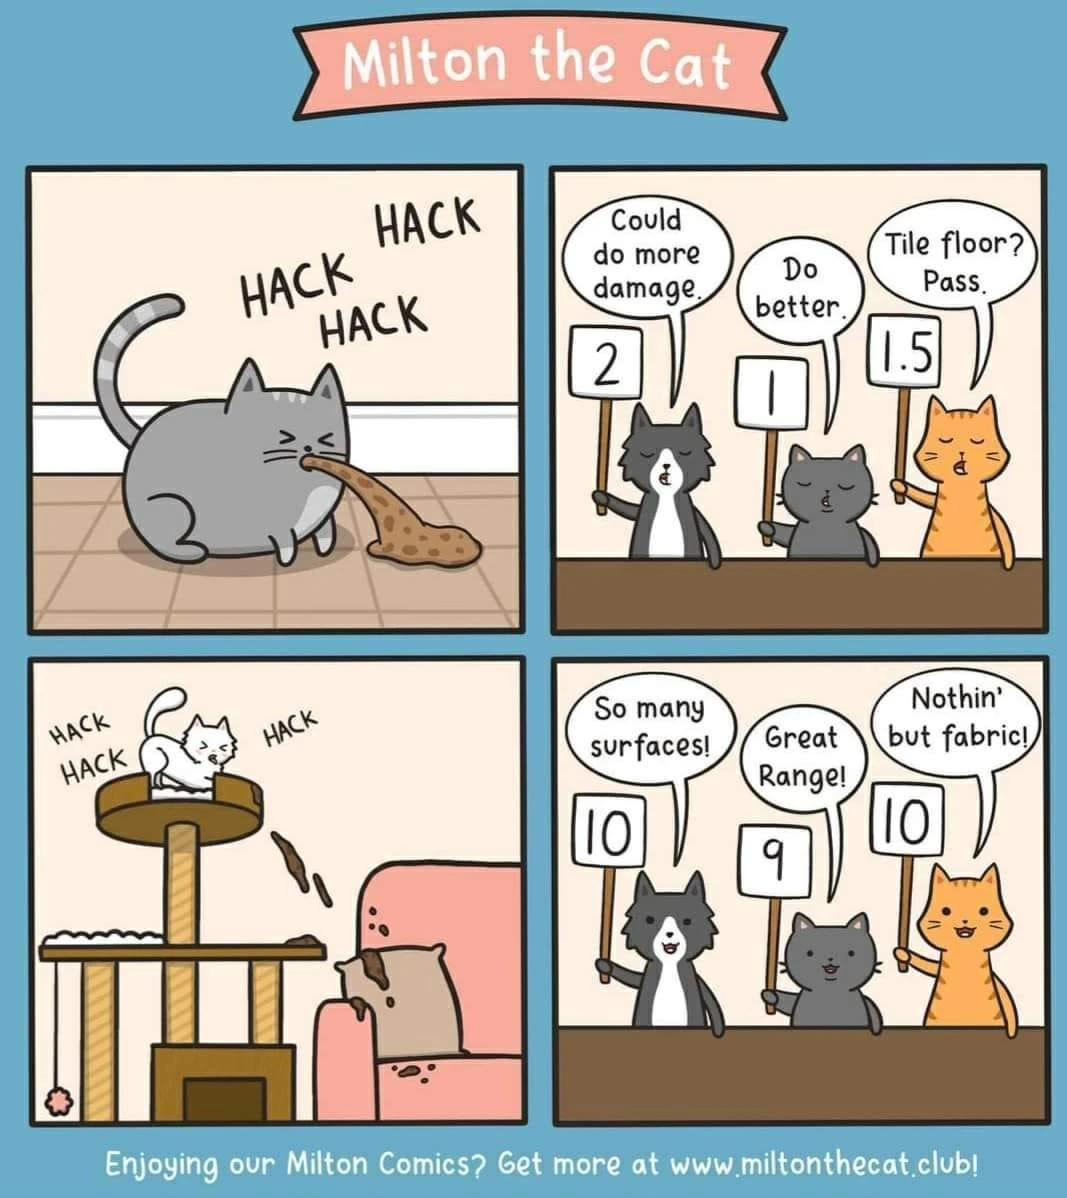 Milton the Cat
HACK
HACK
HACK
Could
do more
damage.
Do
better.
Tile floor?
Pass.
2
1
1.5
HACK
HACK
HACK
So many
surfaces!
Great
Range!
Nothin'
but fabric!
10
9
10
Enjoying our Milton Comics? Get more at www.miltonthecat.club!